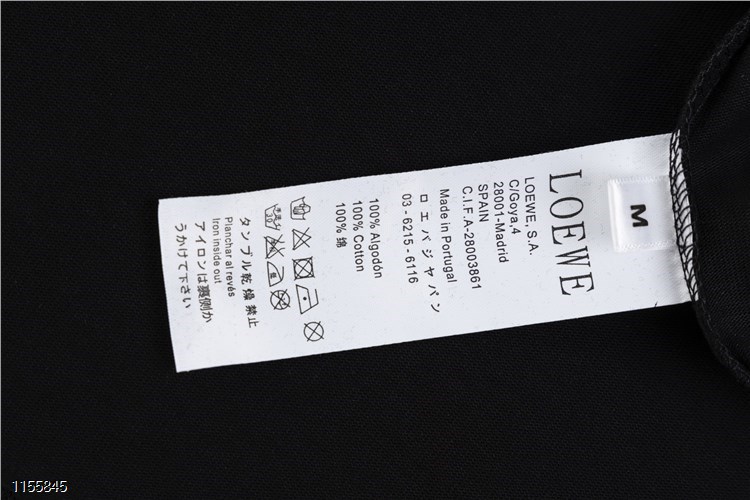 LOEWE
M
LOEWE, S.A.
C/Goya,4
28001-Madrid
SPAIN
C.I.F.A-28003861
Made in Portugal
ロエバジャパン
03-6215-6116
100% Algodón
100% Cotton
100% 綿
タンブル乾燥禁止
Planchar al revés
Iron inside out
アイロンは裏側か
うかけて下さい
1155845